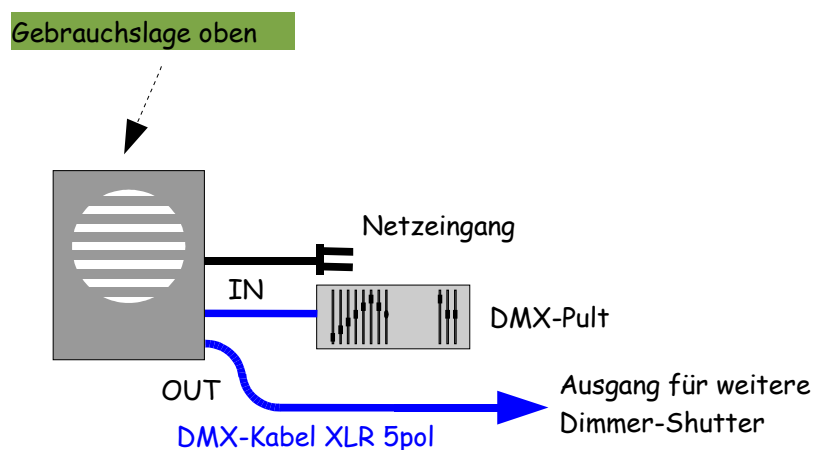 Gebrauchslage oben
Netzeingang
IN
DMX-Pult
OUT
Ausgang für weitere
Dimmer-Shutter
DMX-Kabel XLR 5pol